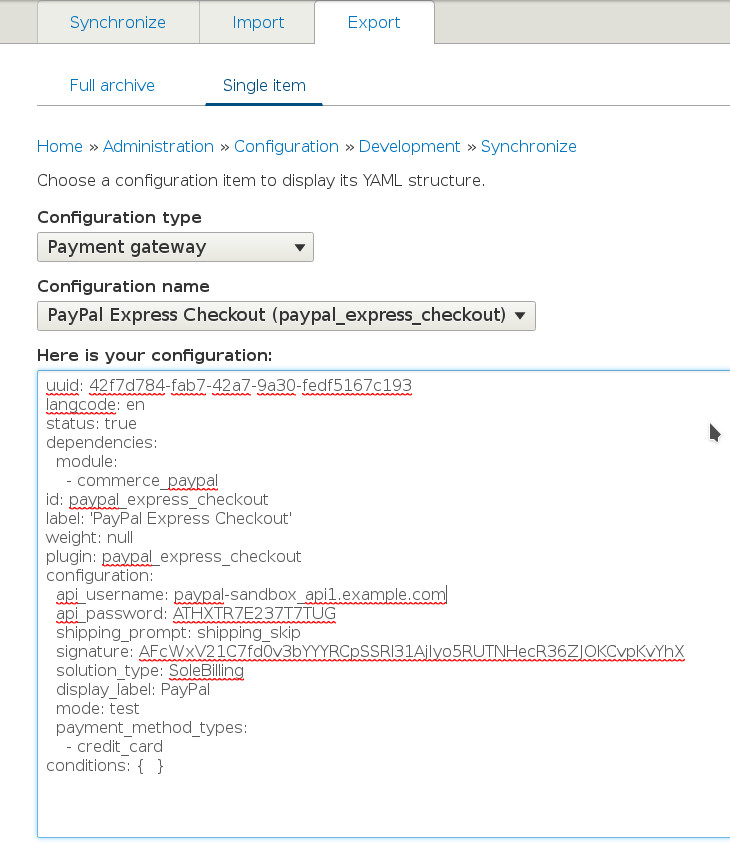 Synchronize Import Export
Full archive Single item
Home » Administration » Configuration » Development » Synchronize
Choose a configuration item to display its YAML structure.
Configuration type
Payment gateway
Configuration name
PayPal Express Checkout (paypal_express_checkout)
Here is your configuration:
uuid: 42f7d784-fab7-42a7-9a30-fedf5167c193
langcode: en
status: true
dependencies:
  module:
    - commerce_paypal
id: paypal_express_checkout
label: 'PayPal Express Checkout'
weight: null
plugin: paypal_express_checkout
configuration:
  api_username: paypal-sandbox_api1.example.com
  api_password: ATHXTR7E237T7TUG
  shipping_prompt: shipping_skip
  signature: AFcWxV21C7fd0v3bYYYRCpSSRl31AjIyo5RUTNHecR36ZJOKCvpKvYhX
  solution_type: SoleBilling
  display_label: PayPal
  mode: test
  payment_method_types:
    - credit_card
conditions: {  }